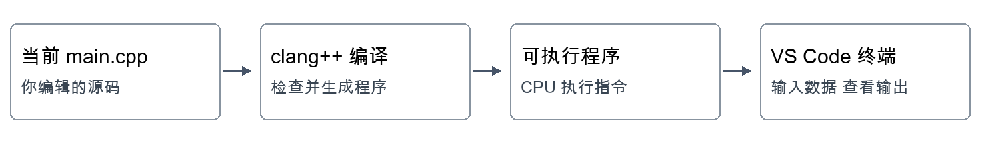 当前 main.cpp
你编辑的源码
clang++ 编译
检查并生成程序
可执行程序
CPU 执行指令
VS Code 终端
输入数据 查看输出